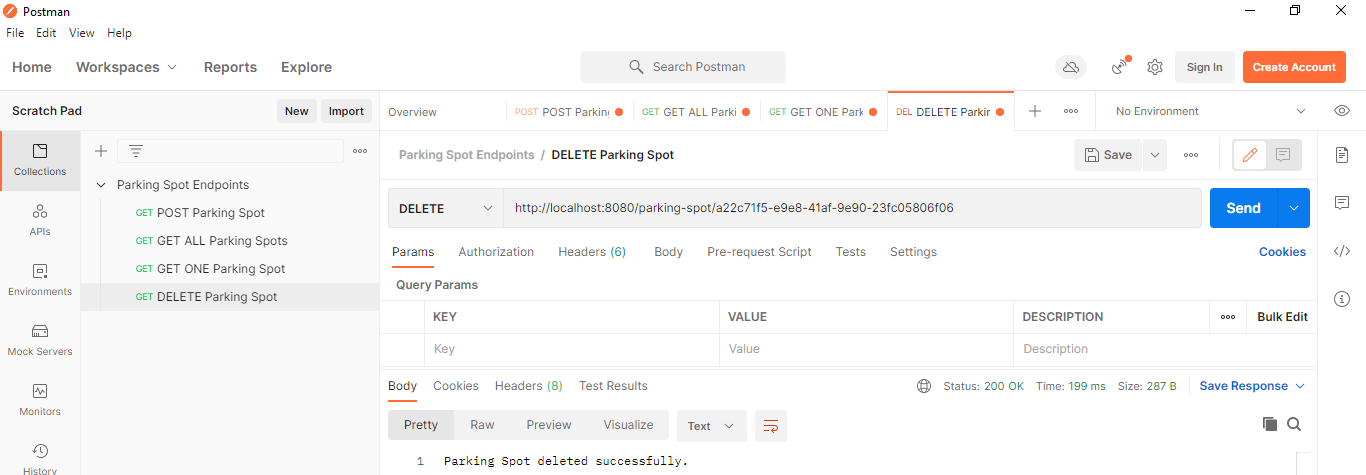 Postman
File Edit View Help
Home Workspaces Reports Explore Search Postman Sign In Create Account
Scratch Pad New Import
Overview POST POST Parking GET GET ALL Parki GET GET ONE Park DEL DELETE Parkir No Environment
Collections
APIs
Environments
Mock Servers
Monitors
History
Parking Spot Endpoints
GET POST Parking Spot
GET GET ALL Parking Spots
GET GET ONE Parking Spot
GET DELETE Parking Spot
Parking Spot Endpoints / DELETE Parking Spot Save
DELETE http://localhost:8080/parking-spot/a22c71f5-e9e8-41af-9e90-23fc05806f06 Send
Params Authorization Headers (6) Body Pre-request Script Tests Settings Cookies
Query Params
KEY VALUE DESCRIPTION Bulk Edit
Key Value Description
Body Cookies Headers (8) Test Results Status: 200 OK Time: 199 ms Size: 287 B Save Response
Pretty Raw Preview Visualize Text
1 Parking Spot deleted successfully.